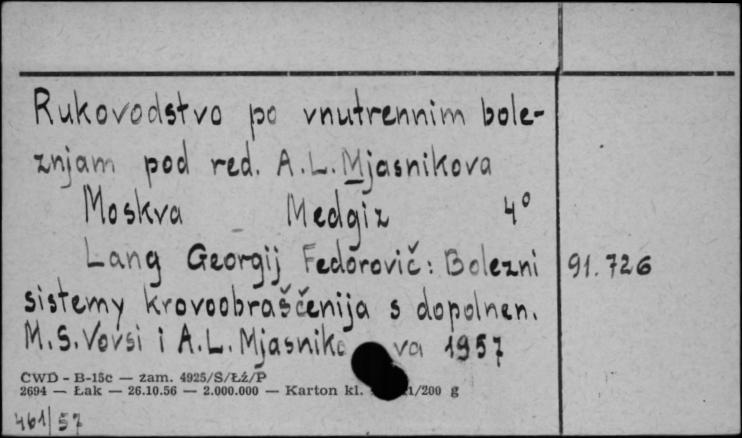 Rukovodstvo po vnutrennim bole-
znjam pod red. A.L. Mjasnikova
Moskva Medgiz 4°
Lang Georgij Fedorovič: Bolezni 91.726
sistemy krovoobraščenija s dopolnen.
M.S. Vovsi i A.L. Mjasniko va 1957
CWD - B-15c — zam. 4925/S/Łź/P
2694 — Łak — 26.10.56 — 2.000.000 — Karton kl. 1/200 g
461/57